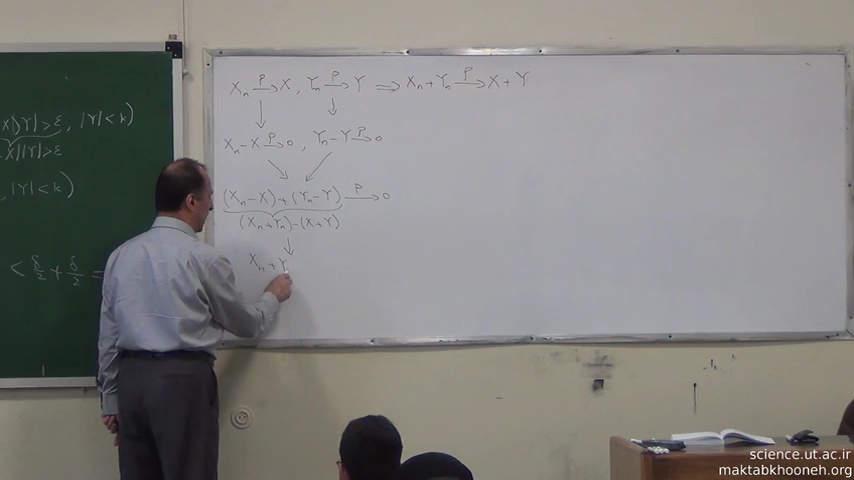 X)Y|>ε, |Y|<k)
X||Y|>ε
|Y|<k)
< δ/2 + δ/2 =
Xₙ –P→ X , Yₙ –P→ Y ⇒ Xₙ + Yₙ –P→ X + Y
↓ ↓
Xₙ - X –P→ 0 , Yₙ - Y –P→ 0
↘ ↙
(Xₙ - X) + (Yₙ - Y) –P→ 0
(Xₙ + Yₙ) - (X + Y)
↓
Xₙ + Y
science.ut.ac.ir
maktabkhooneh.org